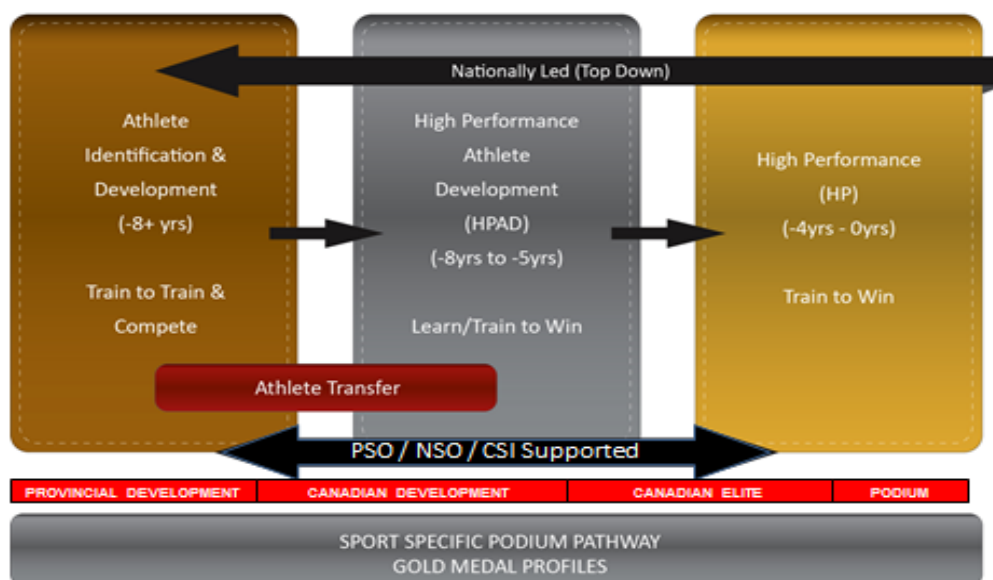 Nationally Led (Top Down)
Athlete
Identification &
Development
(-8+ yrs)
Train to Train &
Compete
High Performance
Athlete
Development
(HPAD)
(-8yrs to -5yrs)
Learn/Train to Win
High Performance
(HP)
(-4yrs - 0yrs)
Train to Win
Athlete Transfer
PSO / NSO / CSI Supported
PROVINCIAL DEVELOPMENT
CANADIAN DEVELOPMENT
CANADIAN ELITE
PODIUM
SPORT SPECIFIC PODIUM PATHWAY
GOLD MEDAL PROFILES